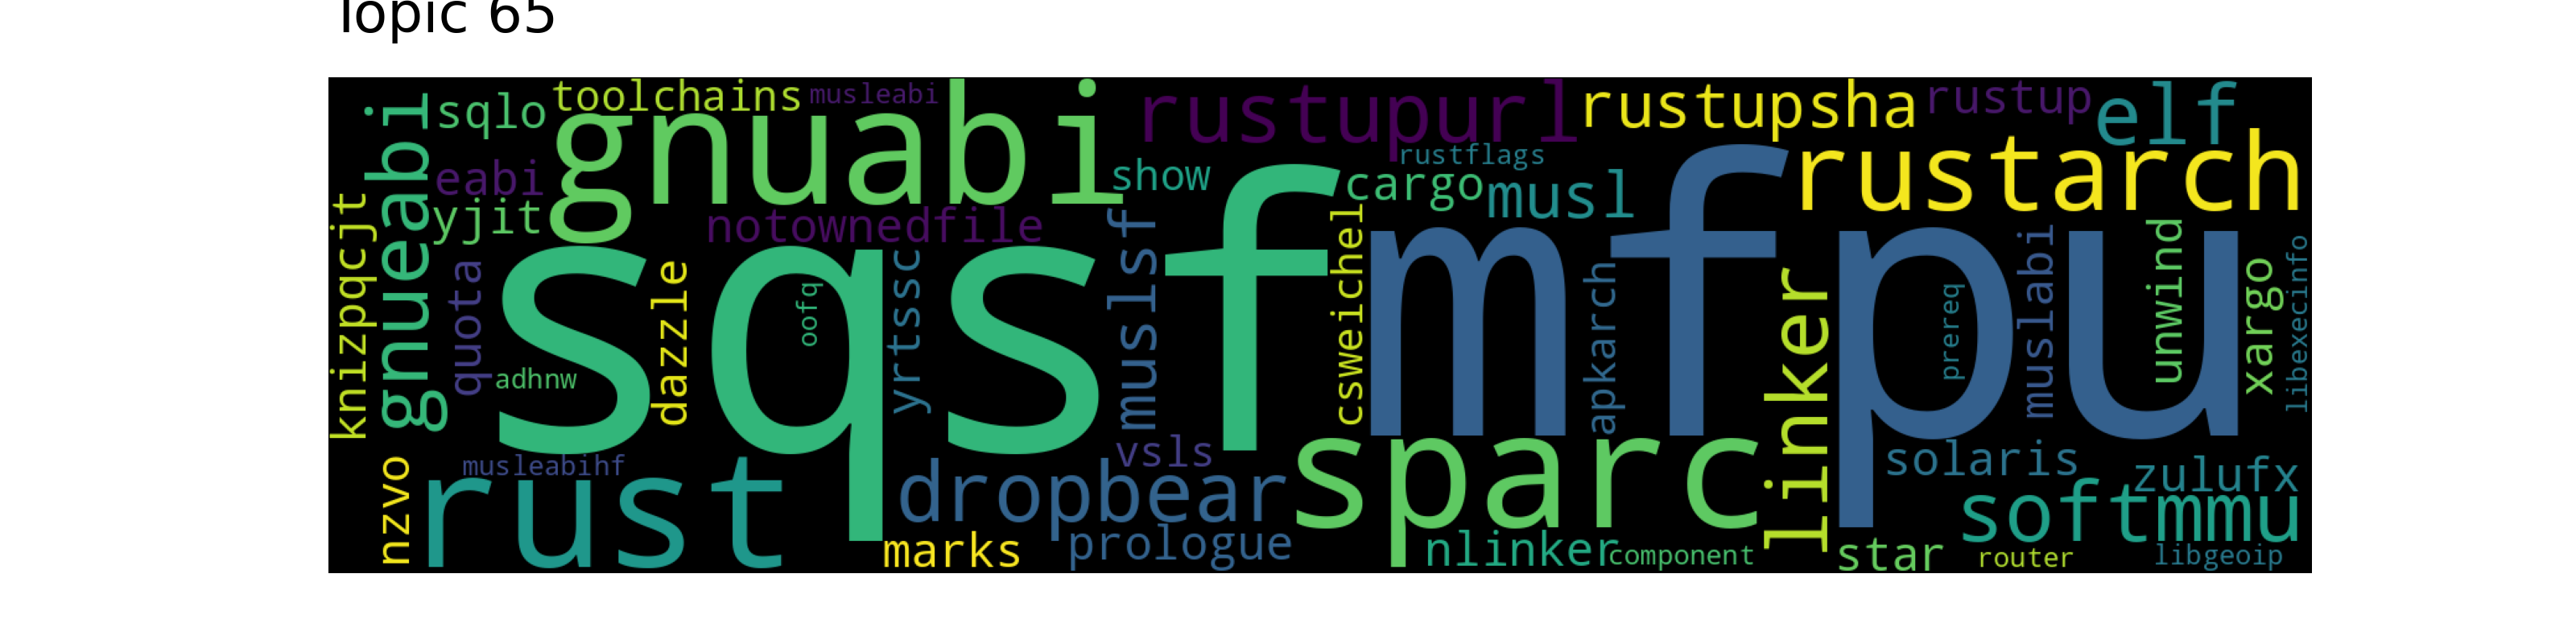 Topic 65
sqlo
toolchains
musleabi
gnuabi
rustupurl
rustupsha
rustup
elf
gnueabi
eabi
show
rustflags
cargo
musl
rustarch
yjit
notownedfile
knizpqcjt
quota
sqsf
dazzle
oofq
yrtssc
muslsf
csweichel
mfpu
apkarch
linker
prereq
muslabi
unwind
xargo
libexecinfo
adhnw
nzvo
musleabihf
rust
vsls
dropbear
sparc
solaris
zulufx
softmmu
marks
prologue
nlinker
component
star
router
libgeoip